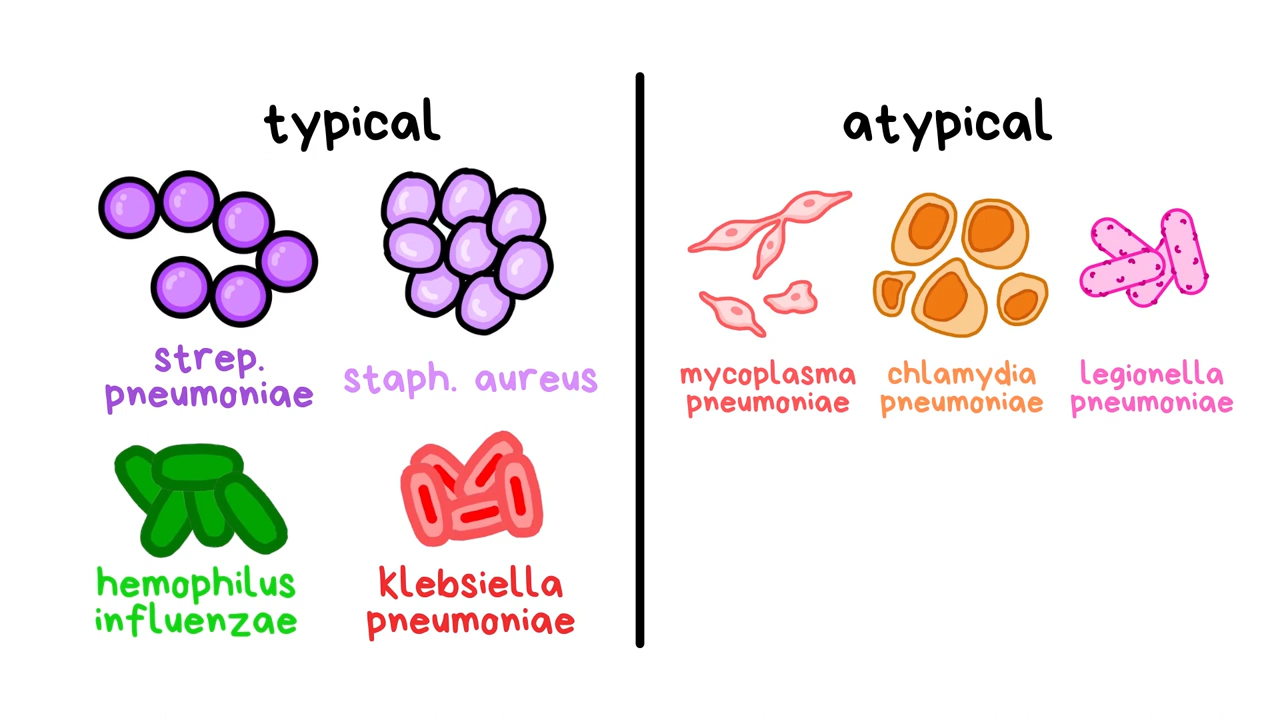 typical
strep.
pneumoniae
staph. aureus
hemophilus
influenzae
Klebsiella
pneumoniae
atypical
mycoplasma
pneumoniae
chlamydia
pneumoniae
legionella
pneumoniae